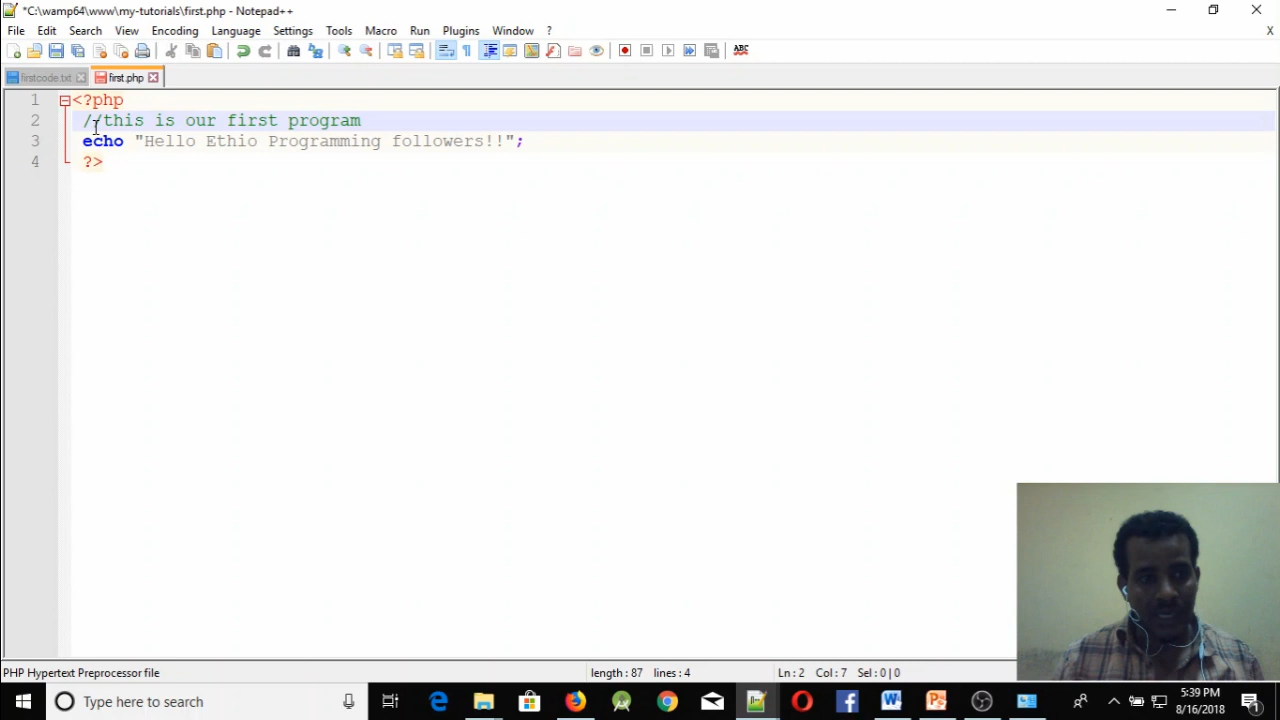 *C:\wamp64\www\my-tutorials\first.php - Notepad++
File Edit Search View Encoding Language Settings Tools Macro Run Plugins Window ? X
firstcode.txt first.php
1 <?php
2 //this is our first program
3 echo "Hello Ethio Programming followers!!";
4 ?>
PHP Hypertext Preprocessor file length : 87 lines : 4 Ln : 2 Col : 7 Sel : 0 | 0
Type here to search
5:39 PM
8/16/2018